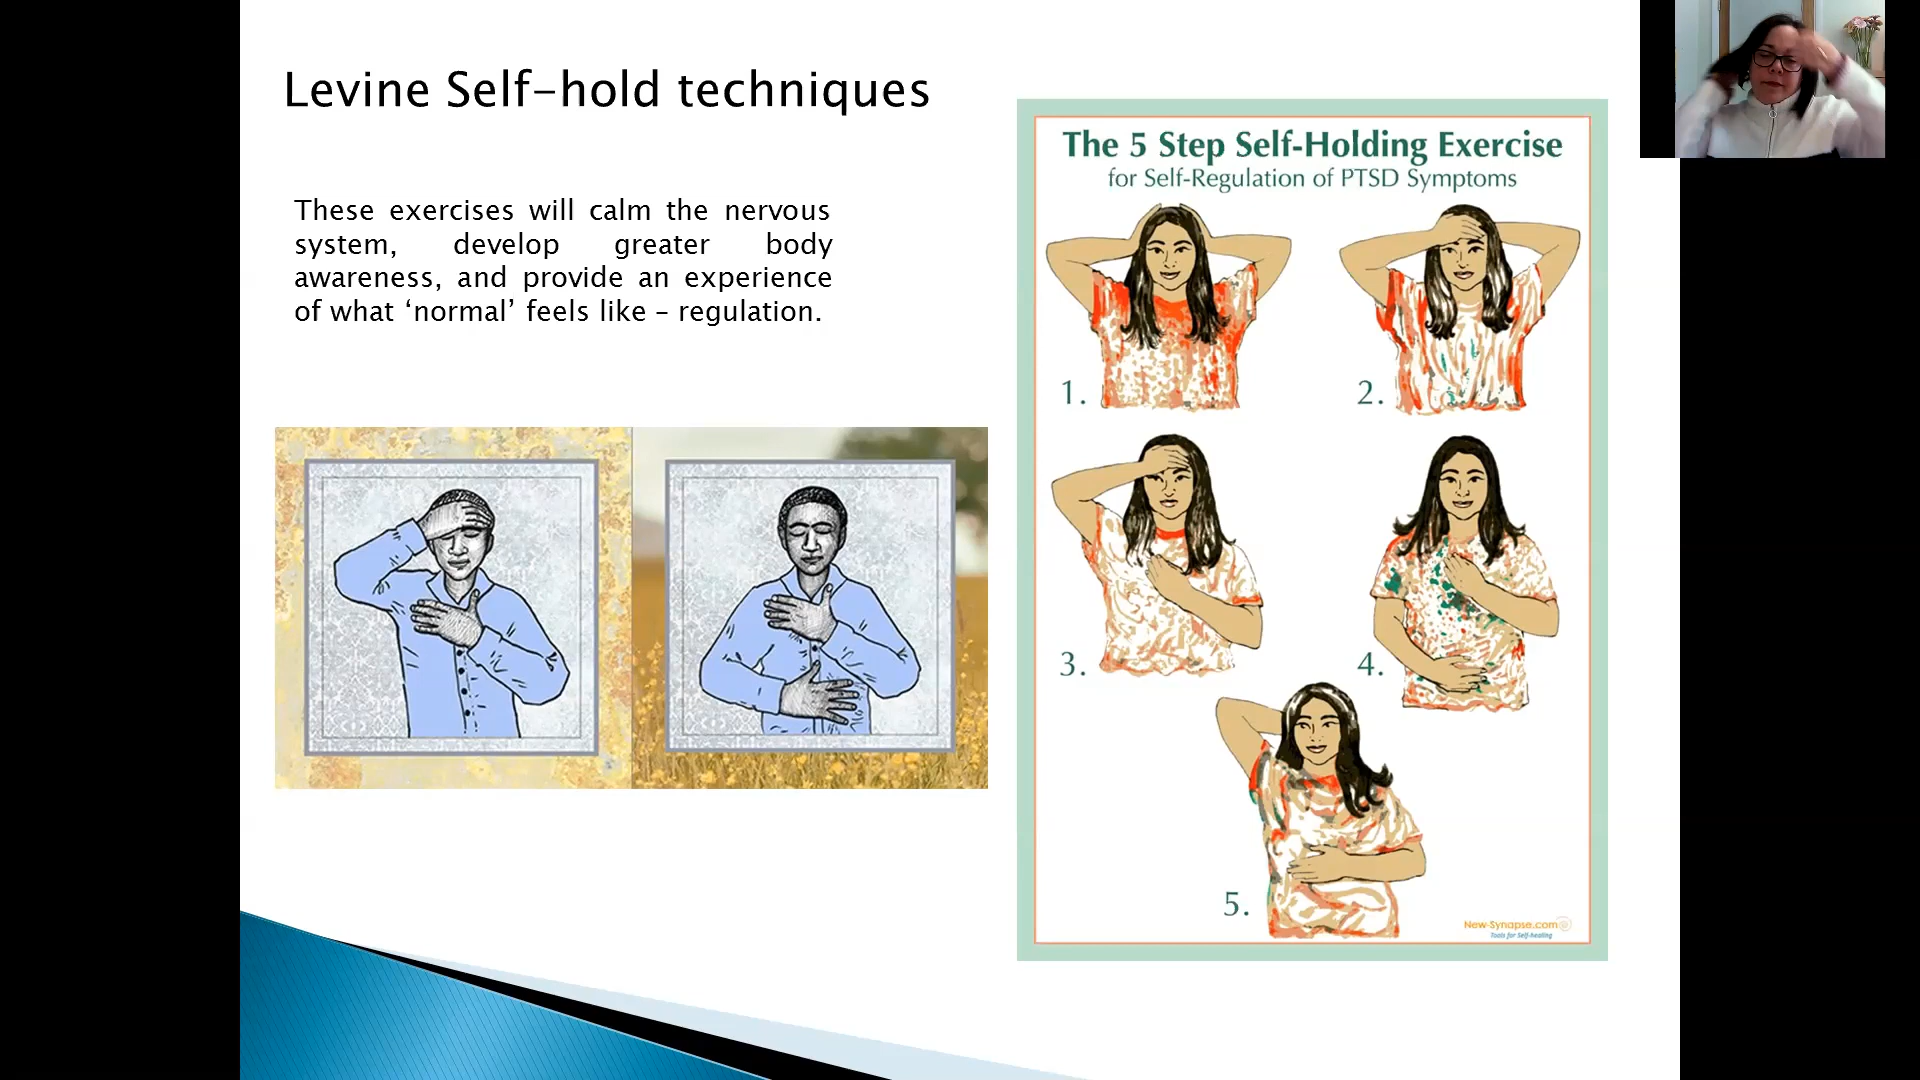 Levine Self-hold techniques
These exercises will calm the nervous
system, develop greater body
awareness, and provide an experience
of what ‘normal’ feels like – regulation.
The 5 Step Self-Holding Exercise
for Self-Regulation of PTSD Symptoms
1.
2.
3.
4.
5.
New-Synapse.com
Tools for Self-healing